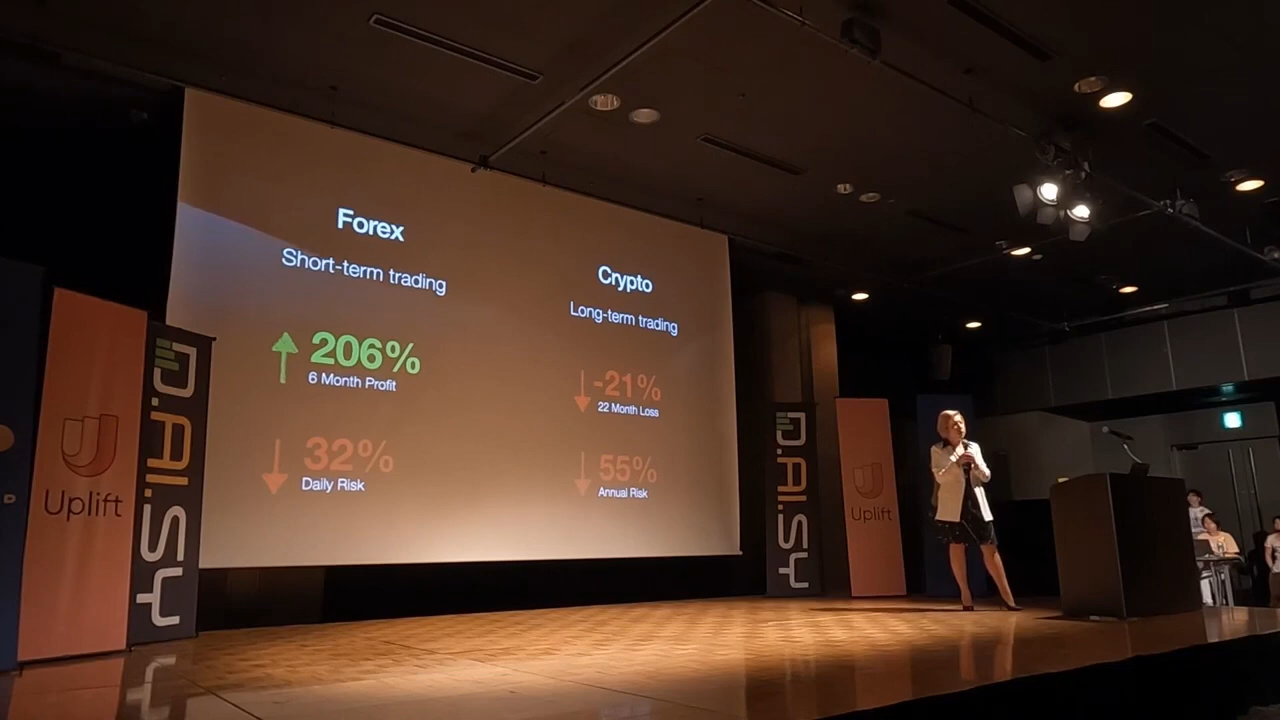 Forex
Short-term trading
206%
6 Month Profit
32%
Daily Risk
Crypto
Long-term trading
-21%
22 Month Loss
55%
Annual Risk
Uplift
D.AI.SY
D.AI.SY
Uplift